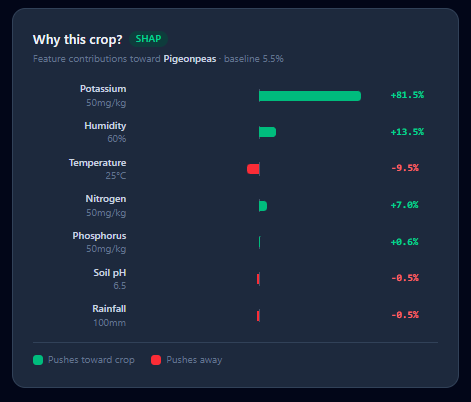 Why this crop? SHAP
Feature contributions toward Pigeonpeas · baseline 5.5%
Potassium
50mg/kg
+81.5%
Humidity
60%
+13.5%
Temperature
25°C
-9.5%
Nitrogen
50mg/kg
+7.0%
Phosphorus
50mg/kg
+0.6%
Soil pH
6.5
-0.5%
Rainfall
100mm
-0.5%
Pushes toward crop Pushes away